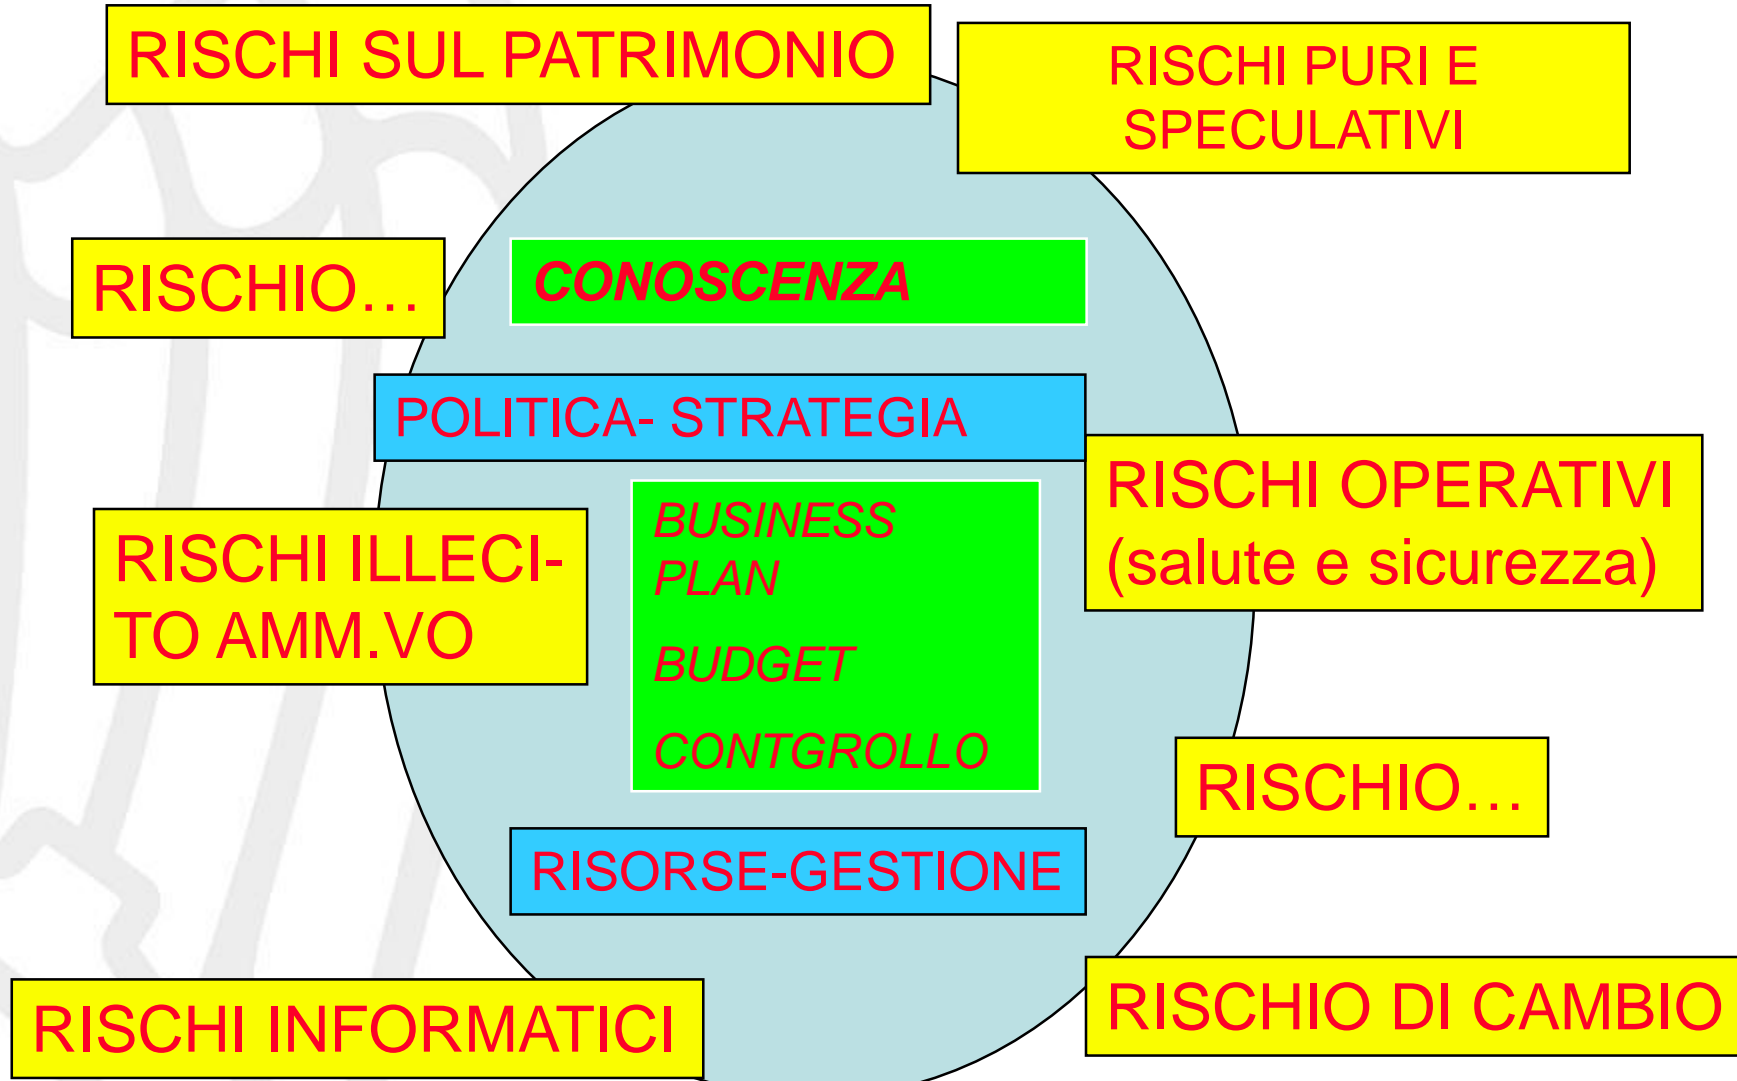 RISCHI SUL PATRIMONIO
RISCHI PURI E
SPECULATIVI
RISCHIO…
CONOSCENZA
POLITICA- STRATEGIA
RISCHI OPERATIVI
(salute e sicurezza)
RISCHI ILLECI-
TO AMM.VO
BUSINESS
PLAN
BUDGET
CONTGROLLO
RISCHIO…
RISORSE-GESTIONE
RISCHI INFORMATICI
RISCHIO DI CAMBIO